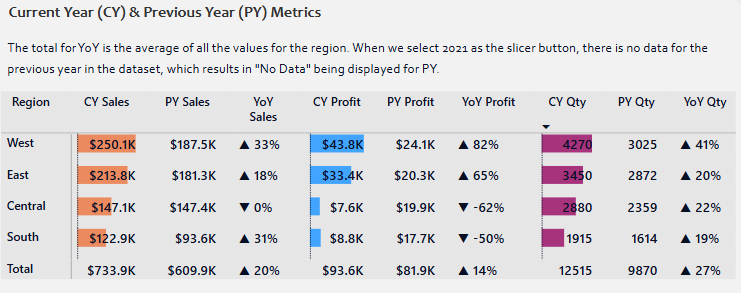 Current Year (CY) & Previous Year (PY) Metrics
The total for YoY is the average of all the values for the region. When we select 2021 as the slicer button, there is no data for the
previous year in the dataset, which results in "No Data" being displayed for PY.
Region CY Sales PY Sales YoY Sales CY Profit PY Profit YoY Profit CY Qty PY Qty YoY Qty
West $250.1K $187.5K ▲ 33% $43.8K $24.1K ▲ 82% 4270 3025 ▲ 41%
East $213.8K $181.3K ▲ 18% $33.4K $20.3K ▲ 65% 3450 2872 ▲ 20%
Central $147.1K $147.4K ▼ 0% $7.6K $19.9K ▼ -62% 2880 2359 ▲ 22%
South $122.9K $93.6K ▲ 31% $8.8K $17.7K ▼ -50% 1915 1614 ▲ 19%
Total $733.9K $609.9K ▲ 20% $93.6K $81.9K ▲ 14% 12515 9870 ▲ 27%